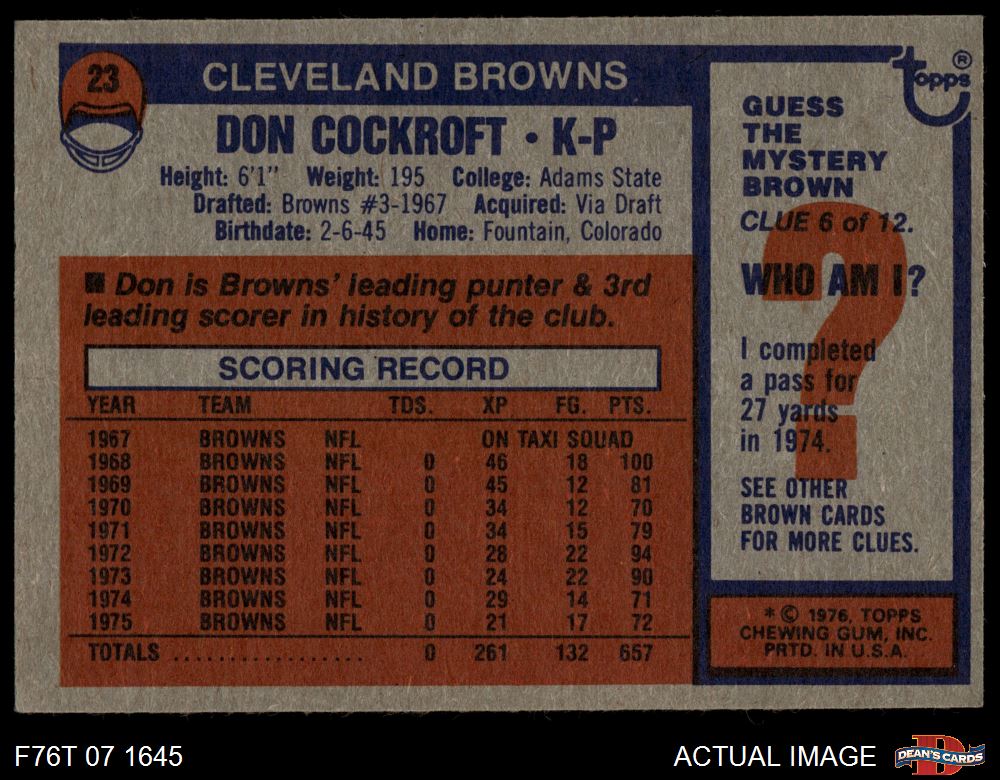 23
CLEVELAND BROWNS
DON COCKROFT • K-P
Height: 6'1" Weight: 195 College: Adams State
Drafted: Browns #3-1967 Acquired: Via Draft
Birthdate: 2-6-45 Home: Fountain, Colorado
■ Don is Browns' leading punter & 3rd
leading scorer in history of the club.
SCORING RECORD
YEAR TEAM TDS. XP FG. PTS.
1967 BROWNS NFL ON TAXI SQUAD
1968 BROWNS NFL 0 46 18 100
1969 BROWNS NFL 0 45 12 81
1970 BROWNS NFL 0 34 12 70
1971 BROWNS NFL 0 34 15 79
1972 BROWNS NFL 0 28 22 94
1973 BROWNS NFL 0 24 22 90
1974 BROWNS NFL 0 29 14 71
1975 BROWNS NFL 0 21 17 72
TOTALS .................. 0 261 132 657
topps ®
GUESS
THE
MYSTERY
BROWN
CLUE 6 of 12.
WHO AM I?
?
I completed
a pass for
27 yards
in 1974.
SEE OTHER
BROWN CARDS
FOR MORE CLUES.
* © 1976, TOPPS
CHEWING GUM, INC.
PRTD. IN U.S.A.
F76T 07 1645
ACTUAL IMAGE
D
DEAN'S CARDS